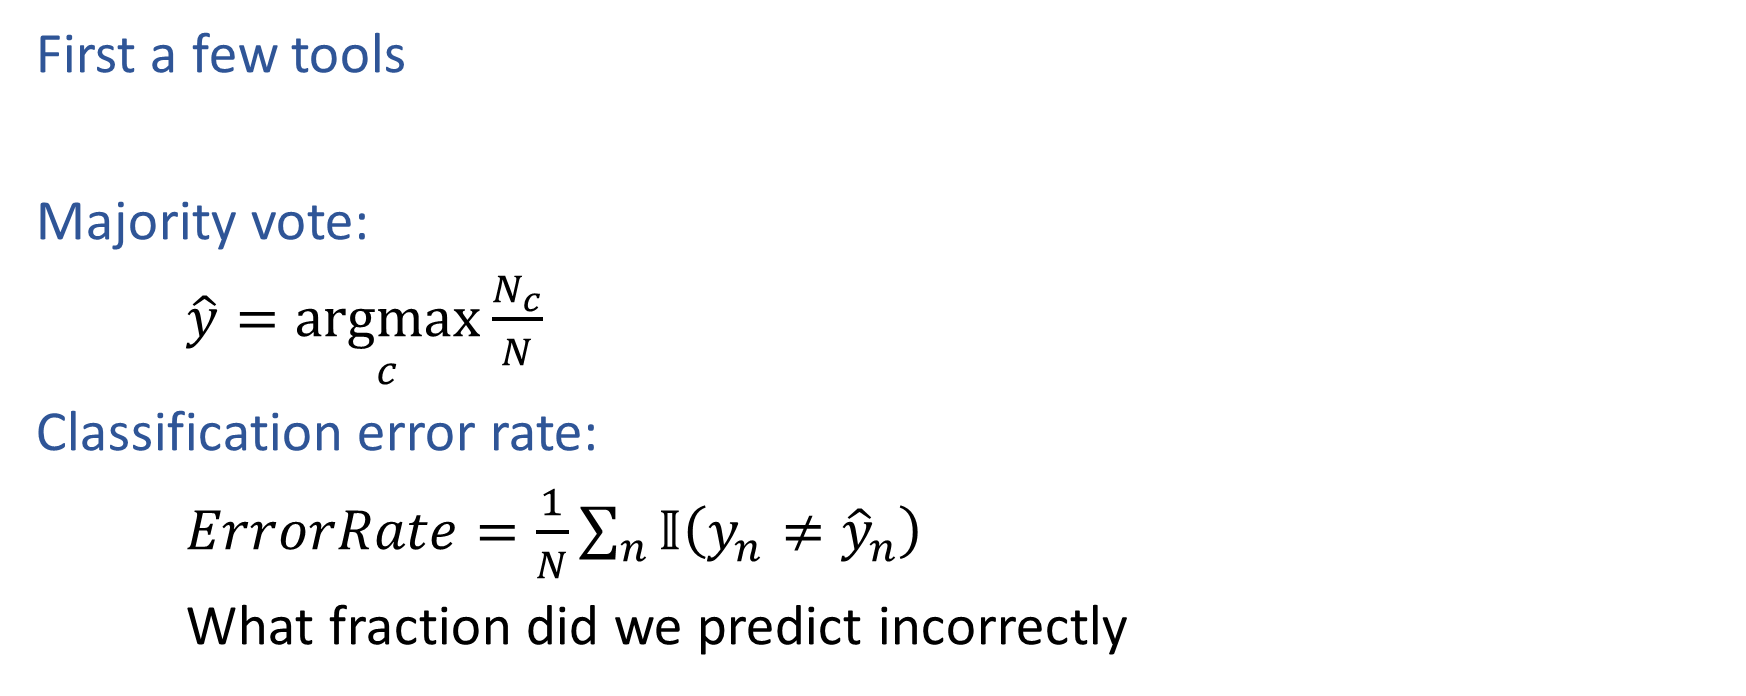 First a few tools
Majority vote:
ŷ = argmax_c N_c/N
Classification error rate:
ErrorRate = 1/N ∑_n 𝕀(y_n ≠ ŷ_n)
What fraction did we predict incorrectly